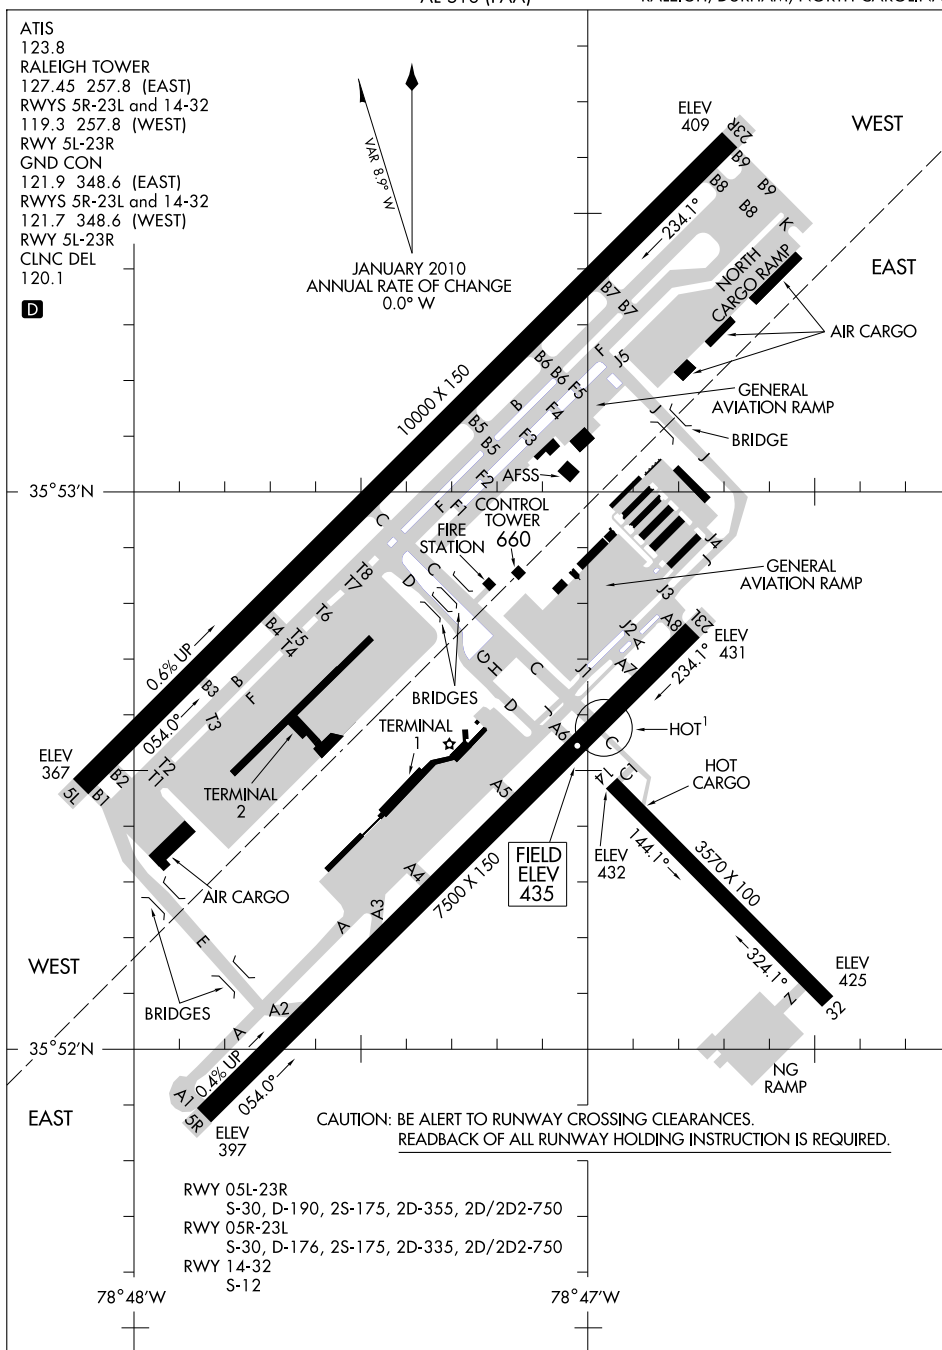 ATIS
123.8
RALEIGH TOWER
127.45 257.8 (EAST)
RWYS 5R-23L and 14-32
119.3 257.8 (WEST)
RWY 5L-23R
GND CON
121.9 348.6 (EAST)
RWYS 5R-23L and 14-32
121.7 348.6 (WEST)
RWY 5L-23R
CLNC DEL
120.1
D
VAR 8.9° W
JANUARY 2010
ANNUAL RATE OF CHANGE
0.0° W
ELEV
409
23R
WEST
EAST
B9
B9
B8
B8
K
234.1°
NORTH
CARGO RAMP
AIR CARGO
B7
B7
F
J5
B6
B6
F5
B
F4
GENERAL
AVIATION RAMP
J
BRIDGE
J
10000 X 150
B5
B5
F3
F2
AFSS
35°53'N
F
F1
C
CONTROL
TOWER
660
FIRE
STATION
J4
J
GENERAL
AVIATION RAMP
D
C
T8
T7
T6
J3
B4
T5
T4
A8
23L
ELEV
431
J2
A
A7
234.1°
0.6% UP
054.0°
B3
B
F
T3
G
H
C
J1
D
J
BRIDGES
A6
C
HOT1
TERMINAL
1
ELEV
367
5L
B1
B2
T2
T1
TERMINAL
2
14
C1
HOT
CARGO
A5
ELEV
432
FIELD
ELEV
435
144.1°
3570 X 100
7500 X 150
A4
A3
A
AIR CARGO
E
WEST
BRIDGES
324.1°
ELEV
425
Z
32
A2
A
35°52'N
0.4% UP
054.0°
A1
5R
ELEV
397
NG
RAMP
EAST
CAUTION: BE ALERT TO RUNWAY CROSSING CLEARANCES.
READBACK OF ALL RUNWAY HOLDING INSTRUCTION IS REQUIRED.
RWY 05L-23R
S-30, D-190, 2S-175, 2D-355, 2D/2D2-750
RWY 05R-23L
S-30, D-176, 2S-175, 2D-335, 2D/2D2-750
RWY 14-32
S-12
78°48'W
78°47'W